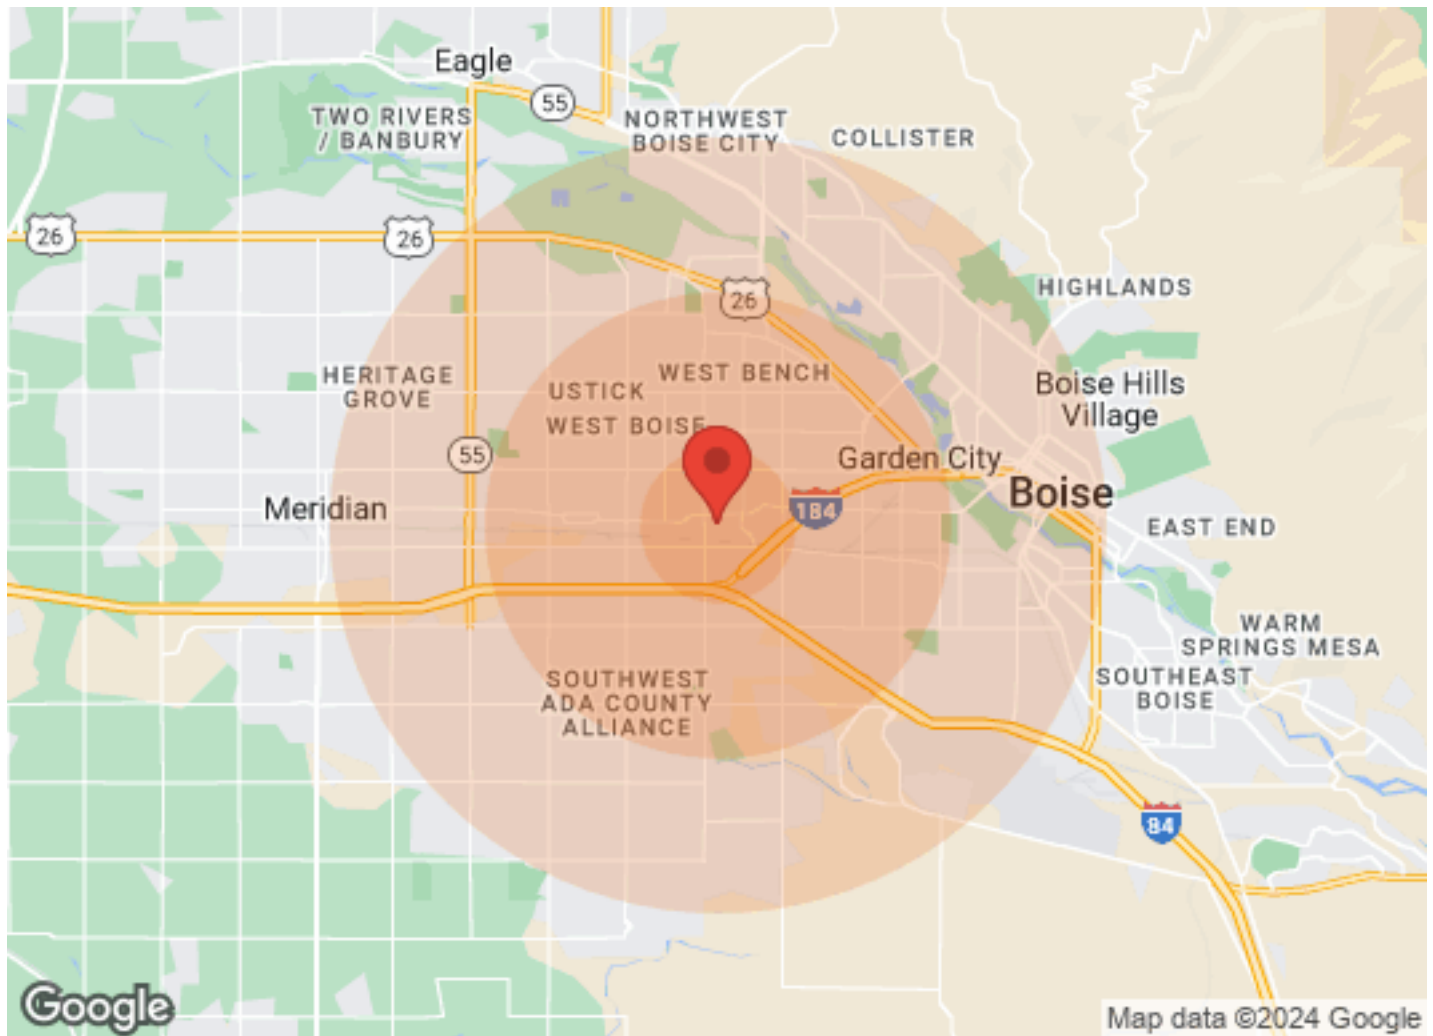 Eagle
55
TWO RIVERS
/ BANBURY
NORTHWEST
BOISE CITY
COLLISTER
26
26
26
HIGHLANDS
HERITAGE
GROVE
USTICK
WEST BENCH
WEST BOISE
Boise Hills
Village
55
Garden City
Meridian
184
Boise
EAST END
WARM
SPRINGS MESA
SOUTHWEST
ADA COUNTY
ALLIANCE
SOUTHEAST
BOISE
84
Google
Map data ©2024 Google